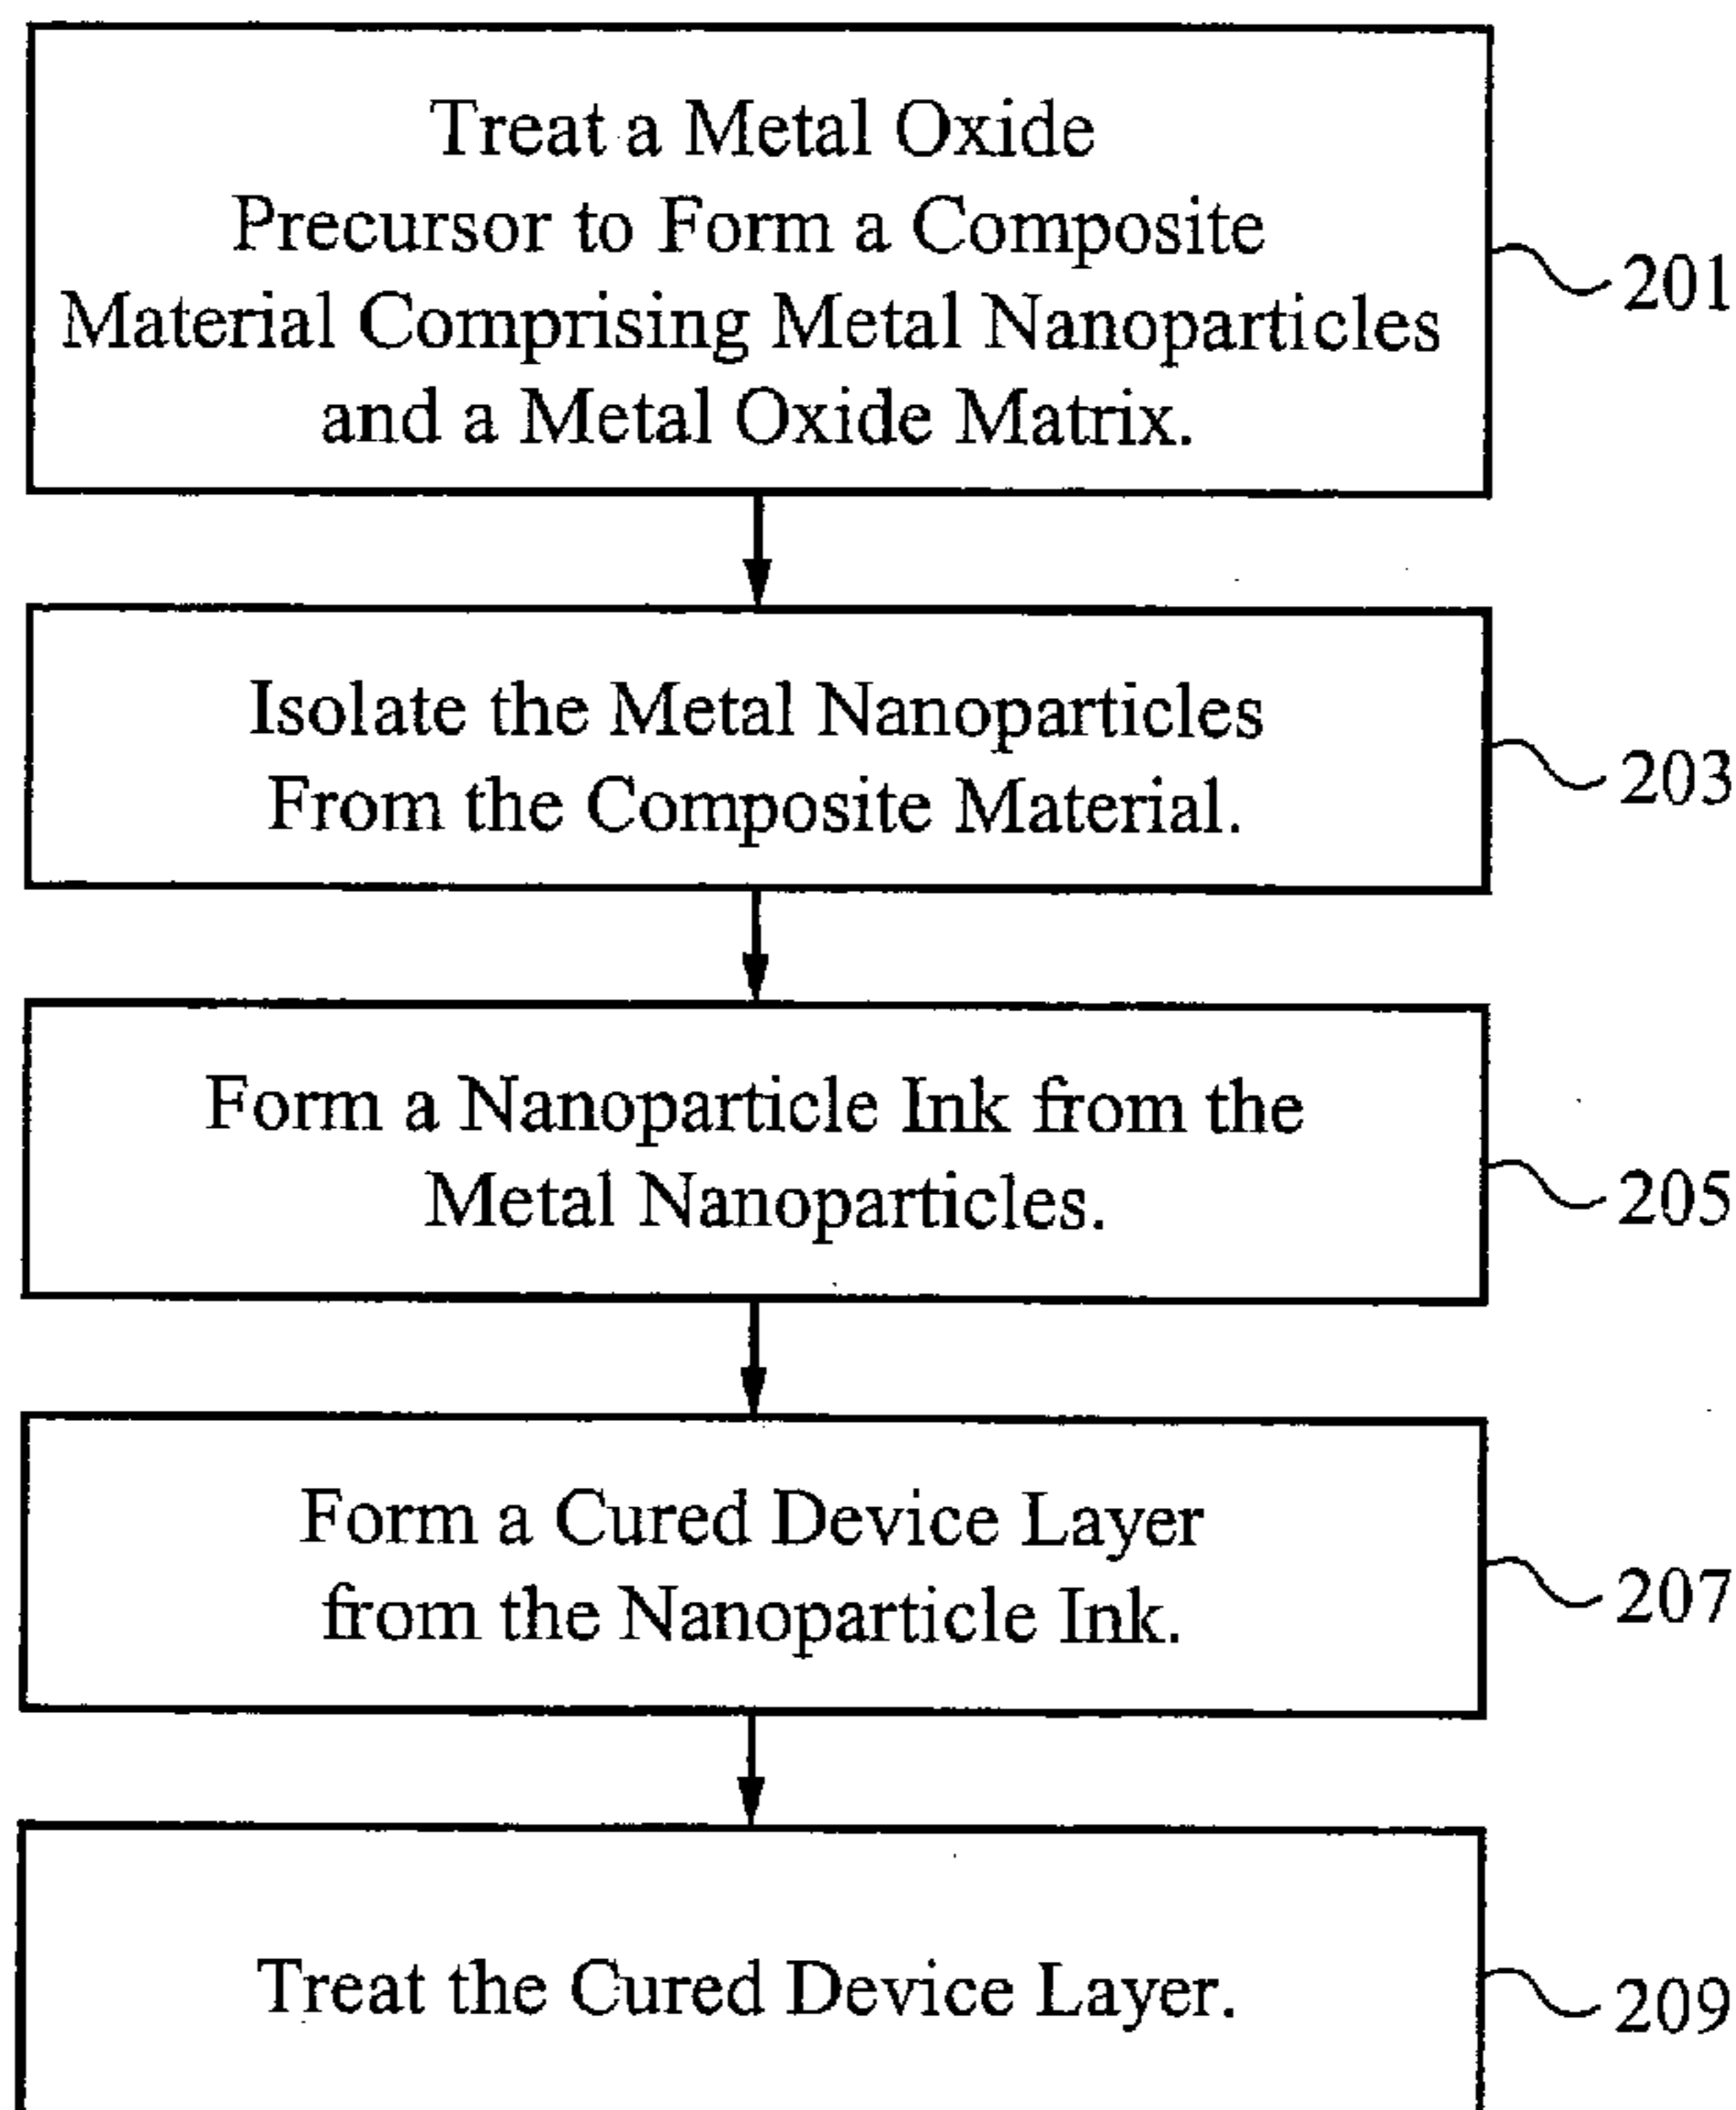 Treat a Metal Oxide
Precursor to Form a Composite
Material Comprising Metal Nanoparticles
and a Metal Oxide Matrix.
201
Isolate the Metal Nanoparticles
From the Composite Material.
203
Form a Nanoparticle Ink from the
Metal Nanoparticles.
205
Form a Cured Device Layer
from the Nanoparticle Ink.
207
Treat the Cured Device Layer.
209